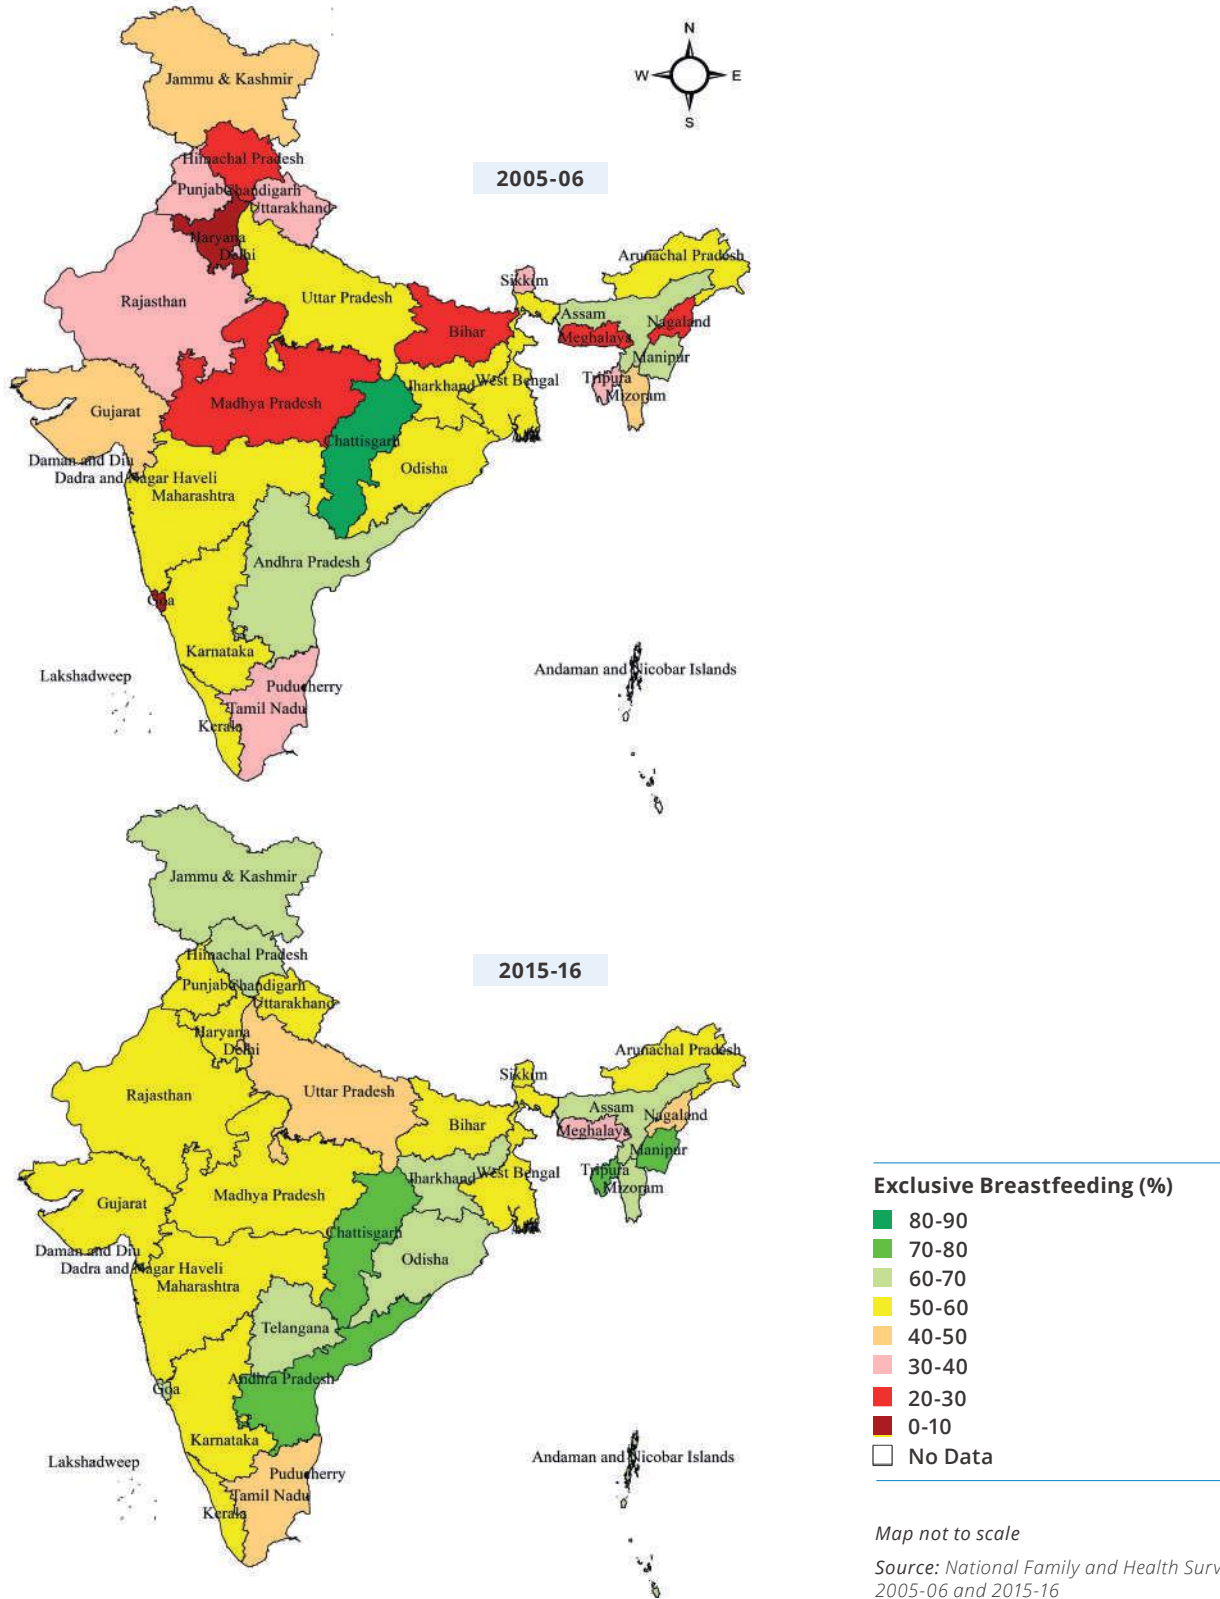 N
W E
S
2005-06
Jammu & Kashmir
Himachal Pradesh
Punjab
Chandigarh
Uttarakhand
Haryana
Delhi
Rajasthan
Uttar Pradesh
Bihar
Sikkim
Arunachal Pradesh
Assam
Nagaland
Meghalaya
Manipur
Tripura
Mizoram
Gujarat
Madhya Pradesh
Jharkhand
West Bengal
Chattisgarh
Odisha
Daman and Diu
Dadra and Nagar Haveli
Maharashtra
Andhra Pradesh
Goa
Karnataka
Lakshadweep
Puducherry
Tamil Nadu
Kerala
Andaman and Nicobar Islands
2015-16
Jammu & Kashmir
Himachal Pradesh
Punjab
Chandigarh
Uttarakhand
Haryana
Delhi
Rajasthan
Uttar Pradesh
Bihar
Sikkim
Arunachal Pradesh
Assam
Nagaland
Meghalaya
Manipur
Tripura
Mizoram
Gujarat
Madhya Pradesh
Jharkhand
West Bengal
Chattisgarh
Odisha
Daman and Diu
Dadra and Nagar Haveli
Maharashtra
Telangana
Andhra Pradesh
Goa
Karnataka
Lakshadweep
Puducherry
Tamil Nadu
Kerala
Andaman and Nicobar Islands
Exclusive Breastfeeding (%)
80-90
70-80
60-70
50-60
40-50
30-40
20-30
0-10
No Data
Map not to scale
Source: National Family and Health Surv
2005-06 and 2015-16